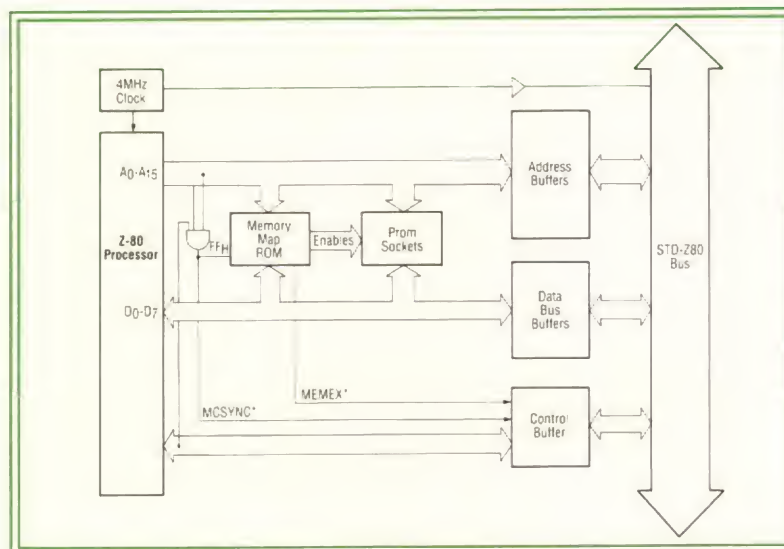 4MHz
Clock
A0-A15
Z-80
Processor
D0-D7
FFH
Memory
Map
ROM
Enables
Prom
Sockets
Address
Buffers
Data
Bus
Buffers
MEMEX*
MCSYNC*
Control
Buffer
STD-Z80
Bus